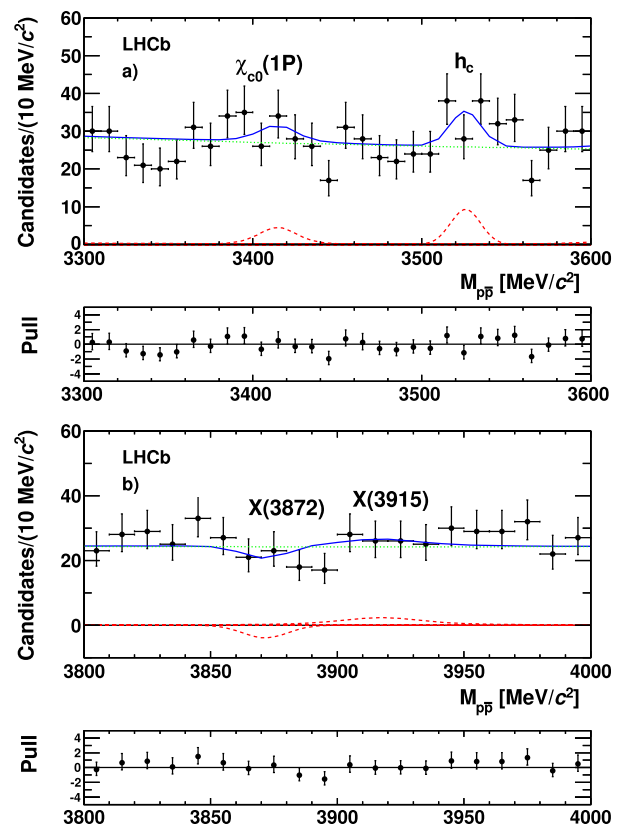 60
50
40
30
20
10
0
Candidates/(10 MeV/c²)
LHCb
a)
χc0(1P)
hc
3300 3400 3500 3600
Mpp̅ [MeV/c²]
4
2
0
-2
-4
Pull
3300 3400 3500 3600
60
40
20
0
Candidates/(10 MeV/c²)
LHCb
b)
X(3872)
X(3915)
3800 3850 3900 3950 4000
Mpp̅ [MeV/c²]
4
2
0
-2
-4
Pull
3800 3850 3900 3950 4000